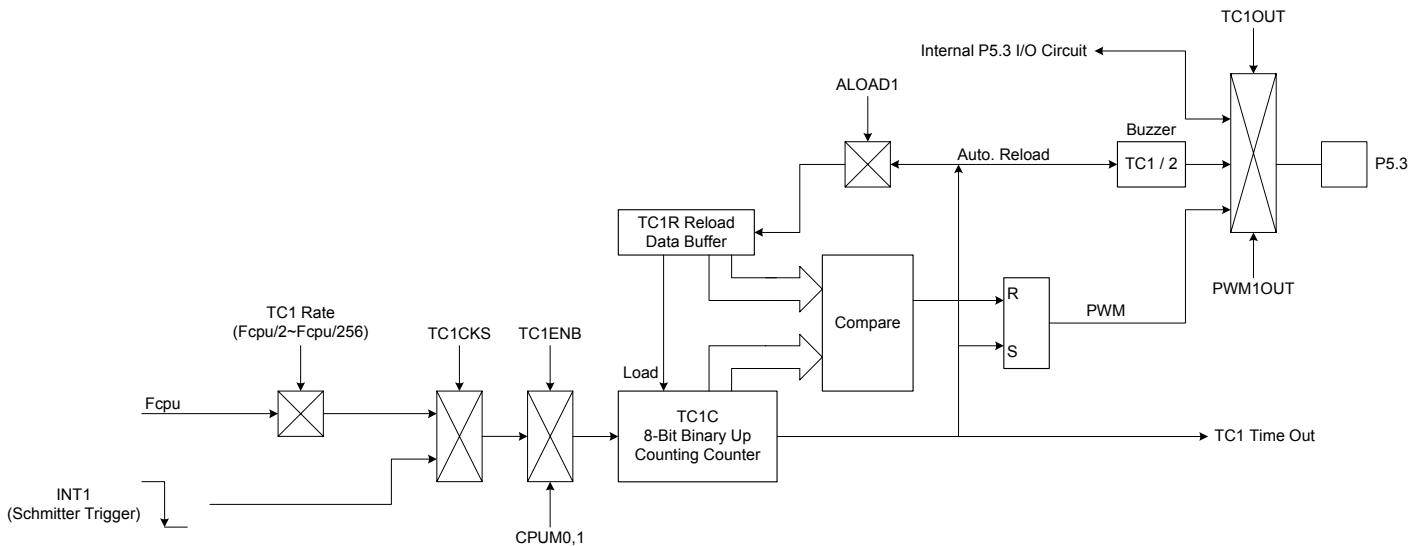 TC1OUT
Internal P5.3 I/O Circuit
ALOAD1
Buzzer
Auto. Reload
TC1 / 2
P5.3
TC1R Reload
Data Buffer
PWM1OUT
R
PWM
Compare
S
TC1 Rate
(Fcpu/2~Fcpu/256)
TC1CKS
TC1ENB
Load
Fcpu
TC1C
8-Bit Binary Up
Counting Counter
TC1 Time Out
INT1
(Schmitter Trigger)
CPUM0,1